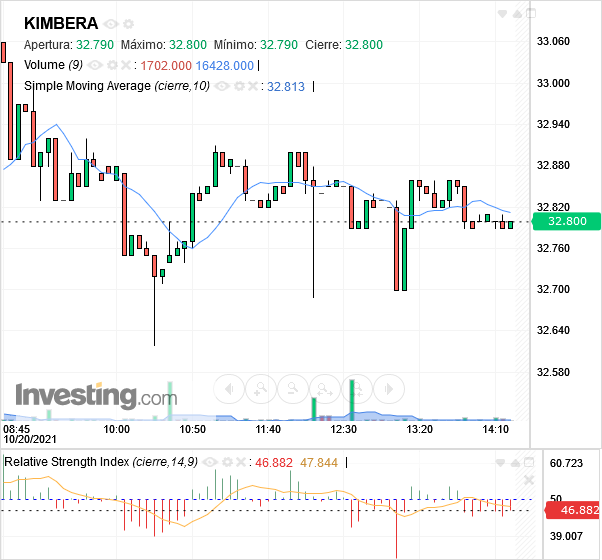 KIMBERA
Apertura: 32.790 Máximo: 32.800 Mínimo: 32.790 Cierre: 32.800
Volume (9) : 1702.000 16428.000
Simple Moving Average (cierre,10) : 32.813
33.060
33.000
32.940
32.880
32.820
32.800
32.760
32.700
32.640
32.580
Investing.com
08:45 10:00 10:50 11:40 12:30 13:20 14:10
10/20/2021
Relative Strength Index (cierre,14,9) : 46.882 47.844
60.723
50
46.882
39.007